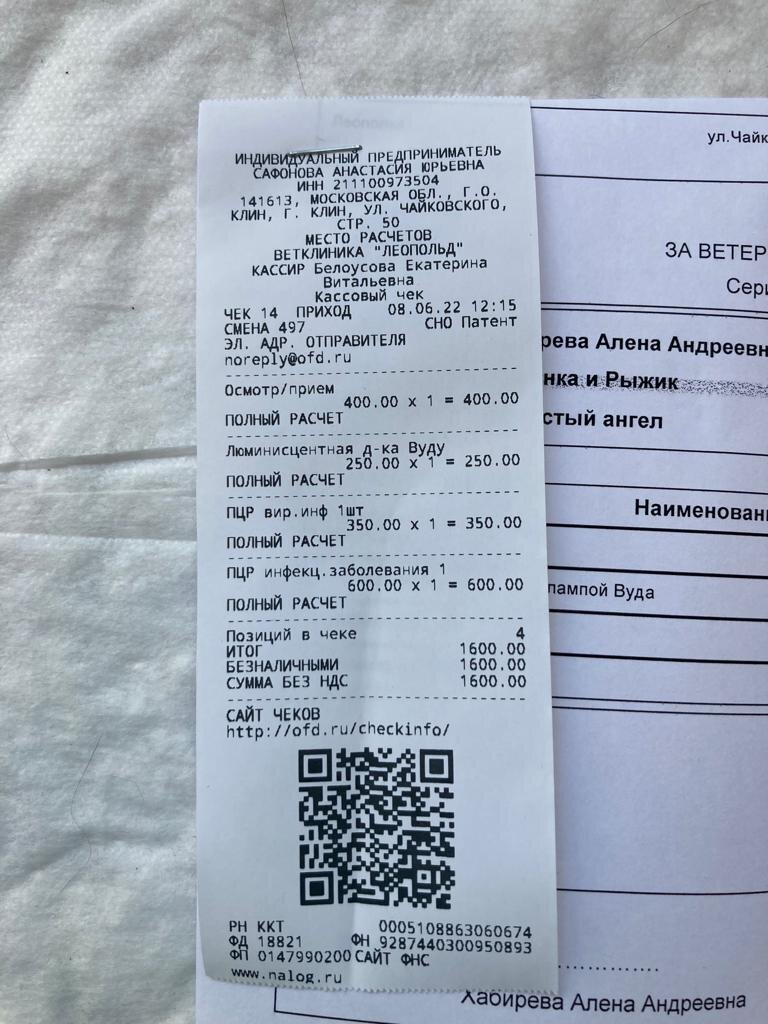 ИНДИВИДУАЛЬНЫЙ ПРЕДПРИНИМАТЕЛЬ
САФОНОВА АНАСТАСИЯ ЮРЬЕВНА
ИНН 211100973504
141613, МОСКОВСКАЯ ОБЛ., Г.О.
КЛИН, Г. КЛИН, УЛ. ЧАЙКОВСКОГО,
СТР. 50
МЕСТО РАСЧЕТОВ
ВЕТКЛИНИКА "ЛЕОПОЛЬД"
КАССИР Белоусова Екатерина
Витальевна
Кассовый чек
ЧЕК 14 ПРИХОД 08.06.22 12:15
СМЕНА 497 СНО Патент
ЭЛ. АДР. ОТПРАВИТЕЛЯ
noreply@ofd.ru
Осмотр/прием
400.00 х 1 = 400.00
ПОЛНЫЙ РАСЧЕТ
Люминисцентная д-ка Вуду
250.00 х 1 = 250.00
ПОЛНЫЙ РАСЧЕТ
ПЦР вир.инф 1шт
350.00 х 1 = 350.00
ПОЛНЫЙ РАСЧЕТ
ПЦР инфекц.заболевания 1
600.00 х 1 = 600.00
ПОЛНЫЙ РАСЧЕТ
Позиций в чеке 4
ИТОГ 1600.00
БЕЗНАЛИЧНЫМИ 1600.00
СУММА БЕЗ НДС 1600.00
САЙТ ЧЕКОВ
http://ofd.ru/checkinfo/
РН ККТ 0005108863060674
ФД 18821 ФН 9287440300950893
ФП 0147990200 САЙТ ФНС
www.nalog.ru
ул.Чайк
ЗА ВЕТЕР
Сери
рева Алена Андреевн
нка и Рыжик
стый ангел
Наименовани
лампой Вуда
Хабирева Алена Андреевна